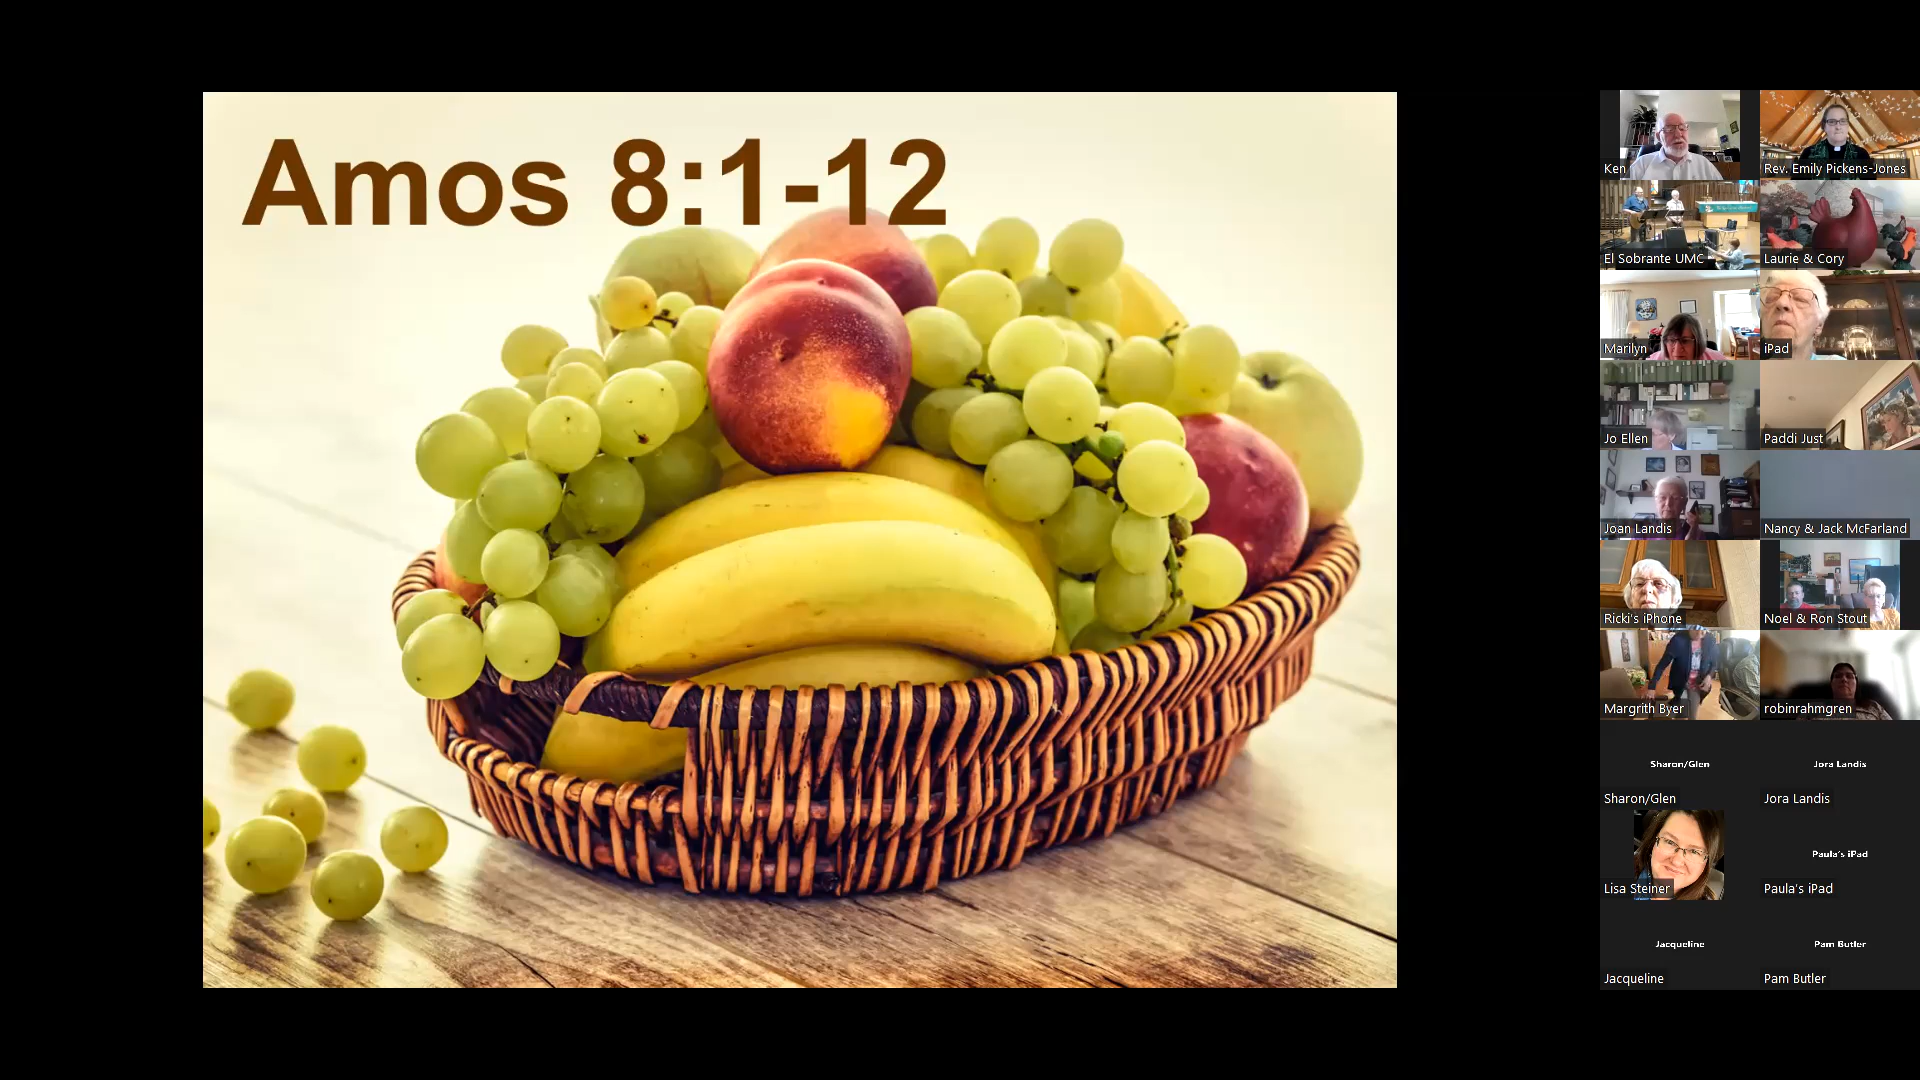 Amos 8:1-12
Ken
Rev. Emily Pickens-Jones
El Sobrante UMC
Laurie & Cory
Marilyn
iPad
Jo Ellen
Paddi Just
Joan Landis
Nancy & Jack McFarland
Ricki's iPhone
Noel & Ron Stout
Margrith Byer
robinrahmgren
Sharon/Glen
Jora Landis
Sharon/Glen
Jora Landis
Paula's iPad
Lisa Steiner
Paula's iPad
Jacqueline
Pam Butler
Jacqueline
Pam Butler